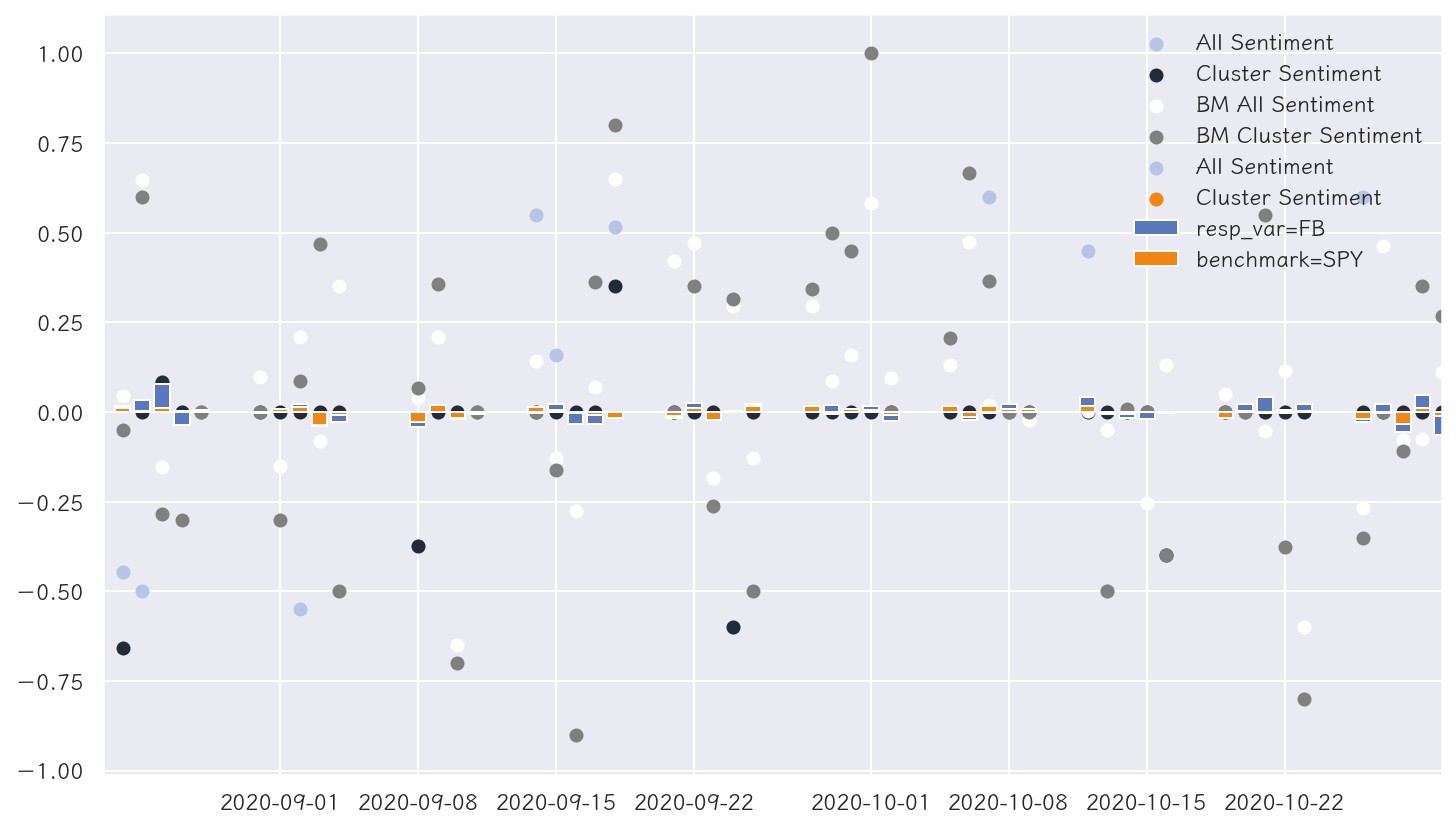 1.00
0.75
0.50
0.25
0.00
−0.25
−0.50
−0.75
−1.00
All Sentiment
Cluster Sentiment
BM All Sentiment
BM Cluster Sentiment
All Sentiment
Cluster Sentiment
resp_var=FB
benchmark=SPY
2020-09-01 2020-09-08 2020-09-15 2020-09-22 2020-10-01 2020-10-08 2020-10-15 2020-10-22